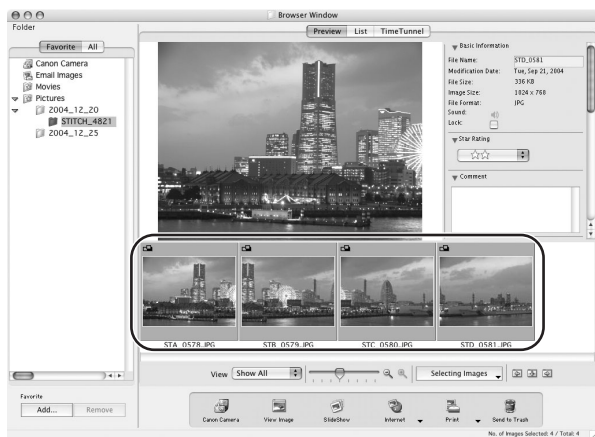 Browser Window
Folder
Favorite All
Preview List TimeTunnel
Canon Camera
Email Images
Movies
Pictures
2004_12_20
STITCH_4821
2004_12_25
Basic Information
File Name: STD_0581
Modification Date: Tue, Sep 21, 2004
File Size: 336 KB
Image Size: 1024 x 768
File Format: JPG
Sound:
Lock:
Star Rating
Comment
STA_0578.JPG STB_0579.JPG STC_0580.JPG STD_0581.JPG
View Show All Selecting Images
Favorite
Add... Remove
Canon Camera View Image SlideShow Internet Print Send to Trash
No. of Images Selected: 4 / Total: 4